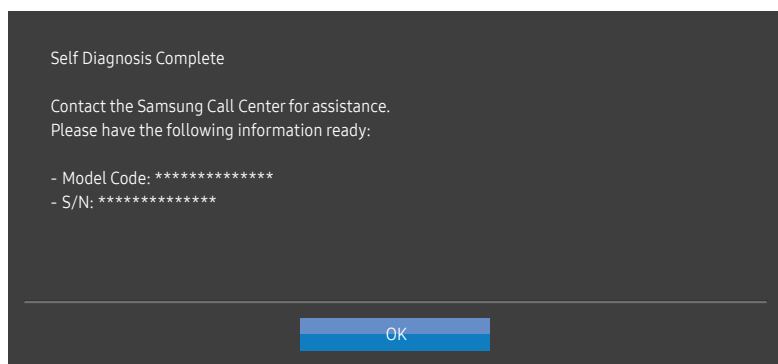 Self Diagnosis Complete
Contact the Samsung Call Center for assistance.
Please have the following information ready:
- Model Code: **************
- S/N: **************
OK